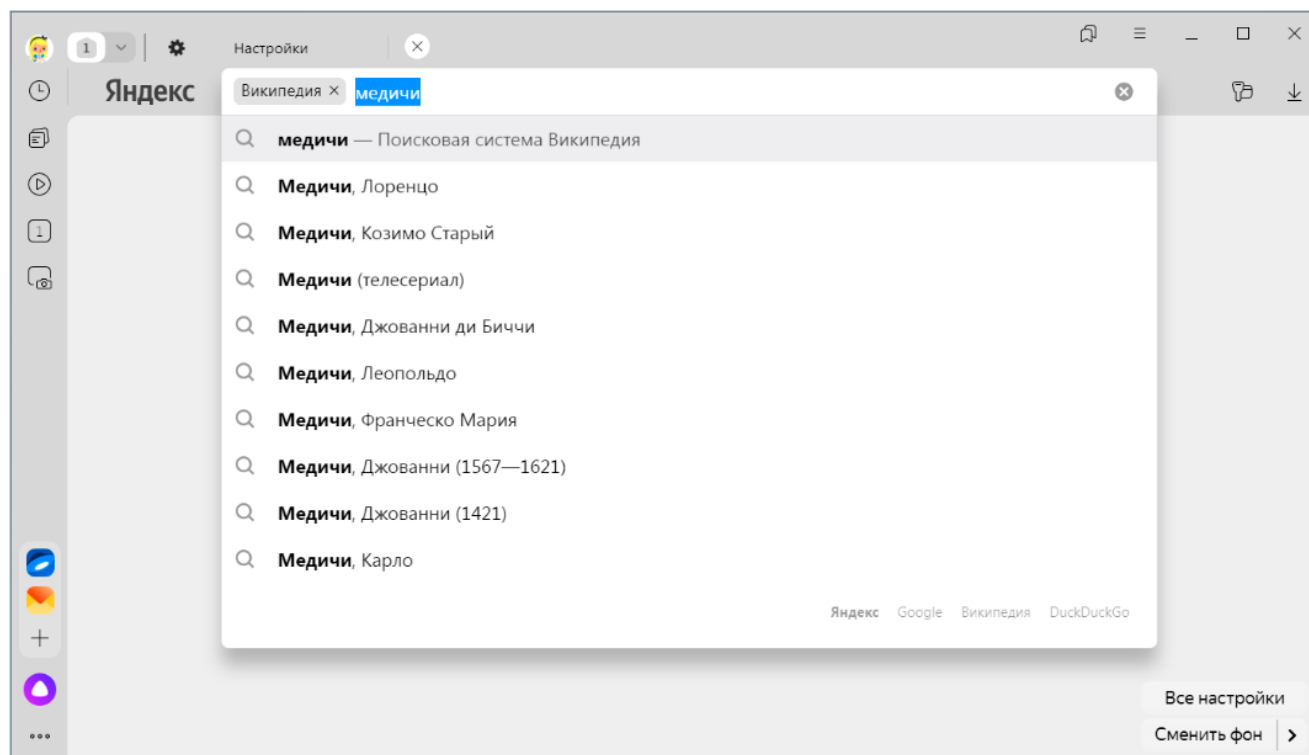 1
Настройки
Яндекс
Википедия
медичи
медичи — Поисковая система Википедия
Медичи, Лоренцо
Медичи, Козимо Старый
1
Медичи (телесериал)
Медичи, Джованни ди Биччи
Медичи, Леопольдо
Медичи, Франческо Мария
Медичи, Джованни (1567—1621)
Медичи, Джованни (1421)
Медичи, Карло
Яндекс Google Википедия DuckDuckGo
Все настройки
Сменить фон